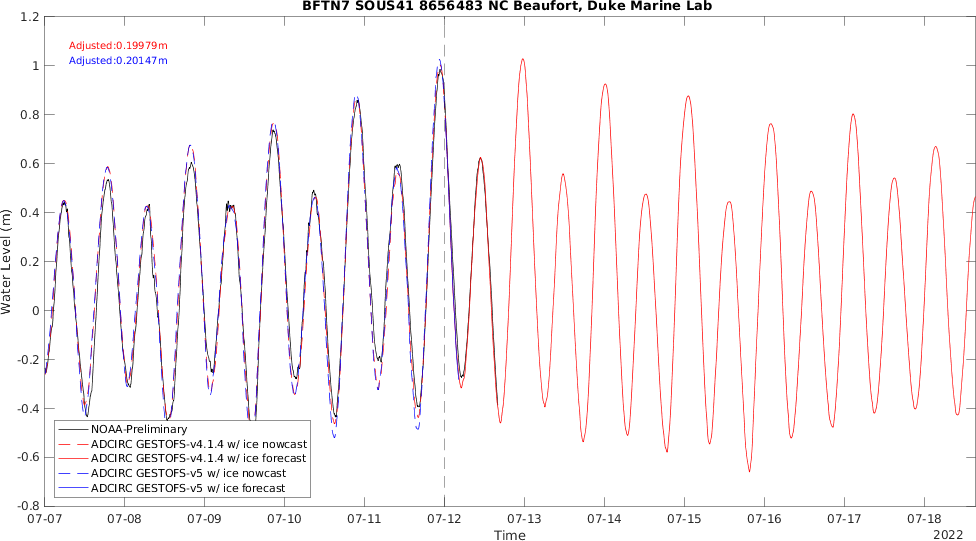 BFTN7 SOUS41 8656483 NC Beaufort, Duke Marine Lab
Adjusted:0.19979m
Adjusted:0.20147m
1.2
1
0.8
0.6
0.4
0.2
0
-0.2
-0.4
-0.6
-0.8
Water Level (m)
NOAA-Preliminary
ADCIRC GESTOFS-v4.1.4 w/ ice nowcast
ADCIRC GESTOFS-v4.1.4 w/ ice forecast
ADCIRC GESTOFS-v5 w/ ice nowcast
ADCIRC GESTOFS-v5 w/ ice forecast
07-07 07-08 07-09 07-10 07-11 07-12 07-13 07-14 07-15 07-16 07-17 07-18
Time
2022